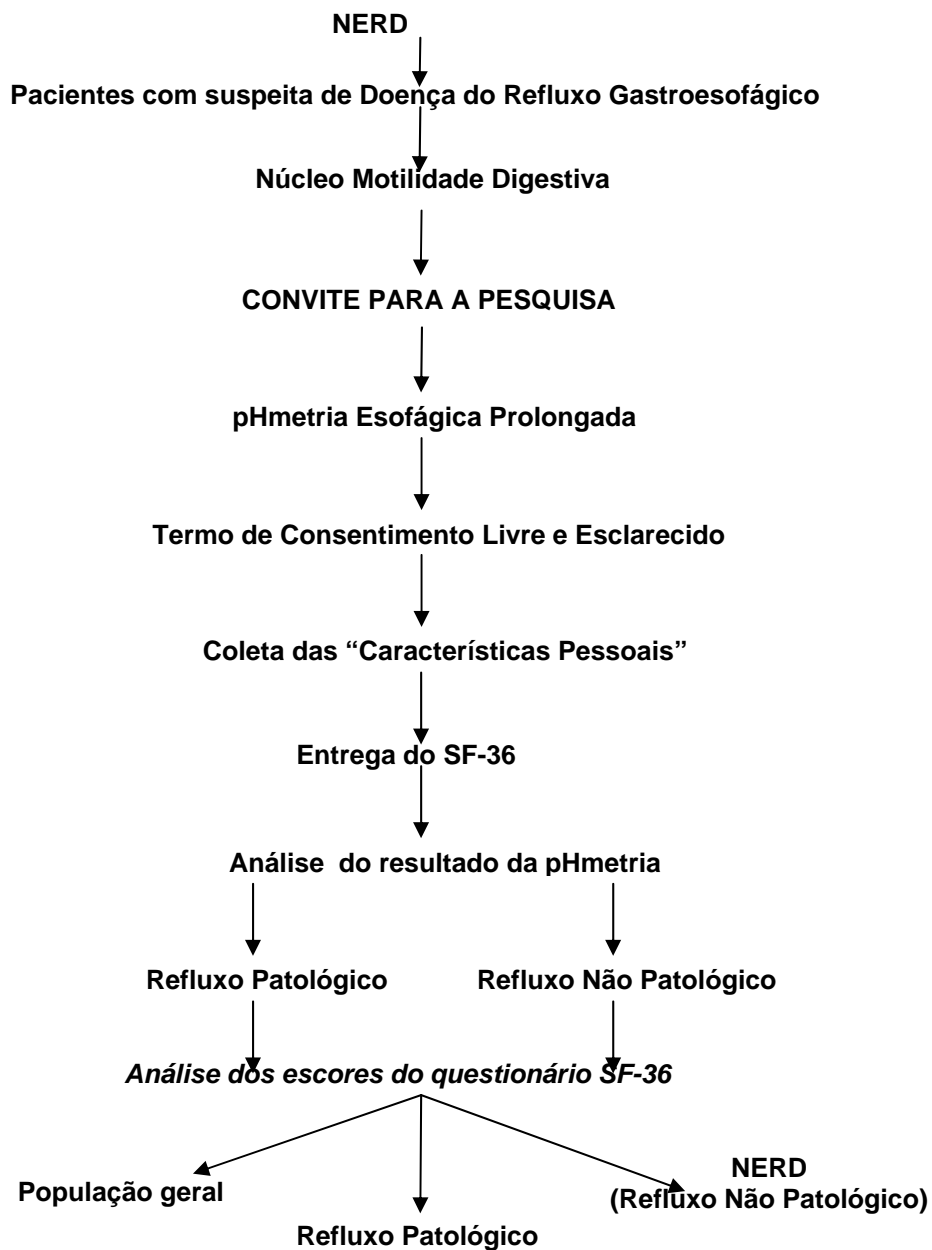 NERD
Pacientes com suspeita de Doença do Refluxo Gastroesofágico
Núcleo Motilidade Digestiva
CONVITE PARA A PESQUISA
pHmetria Esofágica Prolongada
Termo de Consentimento Livre e Esclarecido
Coleta das “Características Pessoais”
Entrega do SF-36
Análise do resultado da pHmetria
Refluxo Patológico
Refluxo Não Patológico
Análise dos escores do questionário SF-36
População geral
Refluxo Patológico
NERD
(Refluxo Não Patológico)